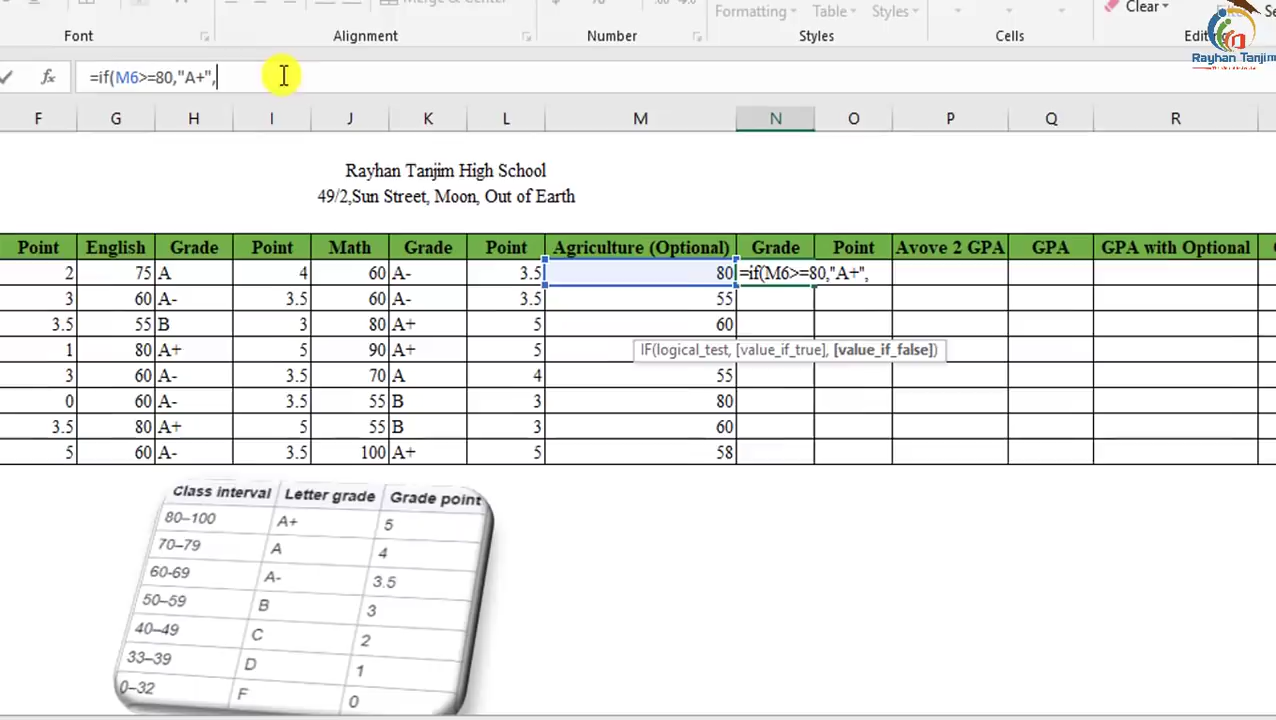 Merge & Center
Formatting Table Styles Clear
Font Alignment Number Styles Cells Editing
Rayhan Tanjim
fx =if(M6>=80,"A+",
F G H I J K L M N O P Q R
Rayhan Tanjim High School
49/2,Sun Street, Moon, Out of Earth
Point English Grade Point Math Grade Point Agriculture (Optional) Grade Point Avove 2 GPA GPA GPA with Optional
2 75 A 4 60 A- 3.5 80 =if(M6>=80,"A+",
3 60 A- 3.5 60 A- 3.5 55
3.5 55 B 3 80 A+ 5 60
IF(logical_test, [value_if_true], [value_if_false])
1 80 A+ 5 90 A+ 5
3 60 A- 3.5 70 A 4 55
0 60 A- 3.5 55 B 3 80
3.5 80 A+ 5 55 B 3 60
5 60 A- 3.5 100 A+ 5 58
Class interval Letter grade Grade point
80–100 A+ 5
70–79 A 4
60-69 A- 3.5
50–59 B 3
40–49 C 2
33–39 D 1
0–32 F 0